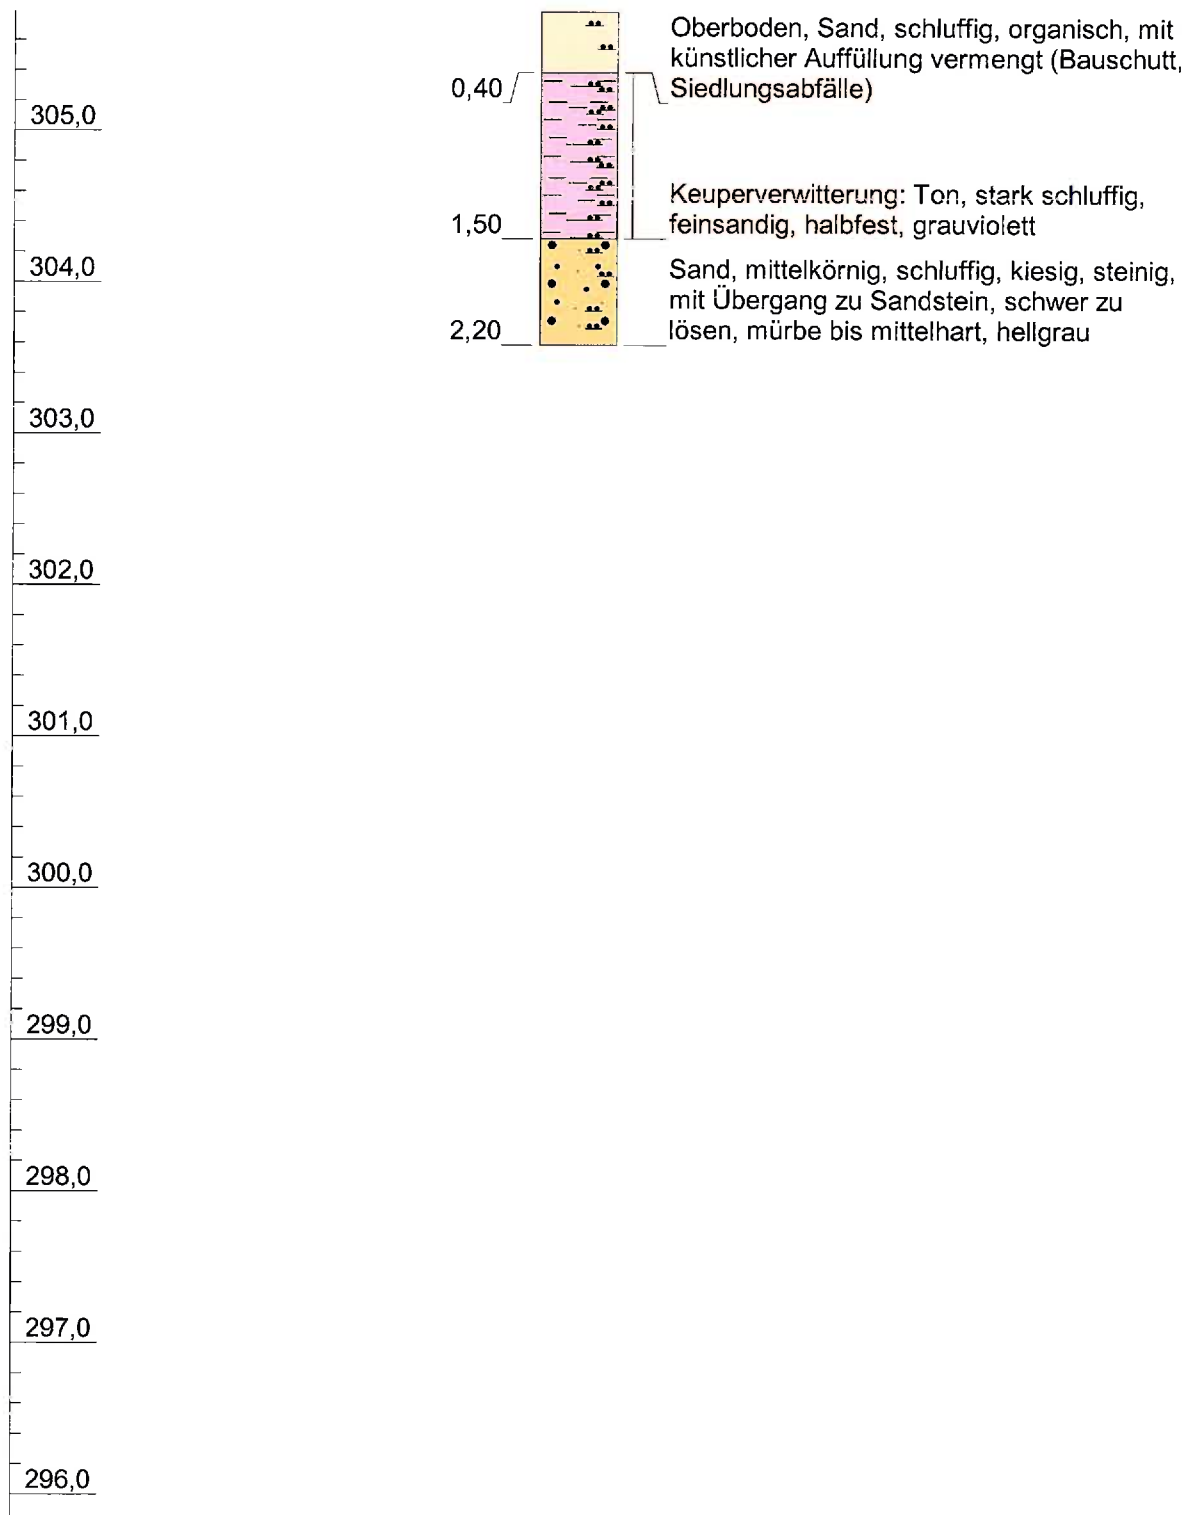 Oberboden, Sand, schluffig, organisch, mit
künstlicher Auffüllung vermengt (Bauschutt,
Siedlungsabfälle)
0,40
305,0
Keuperverwitterung: Ton, stark schluffig,
feinsandig, halbfest, grauviolett
1,50
304,0
Sand, mittelkörnig, schluffig, kiesig, steinig,
mit Übergang zu Sandstein, schwer zu
lösen, mürbe bis mittelhart, hellgrau
2,20
303,0
302,0
301,0
300,0
299,0
298,0
297,0
296,0